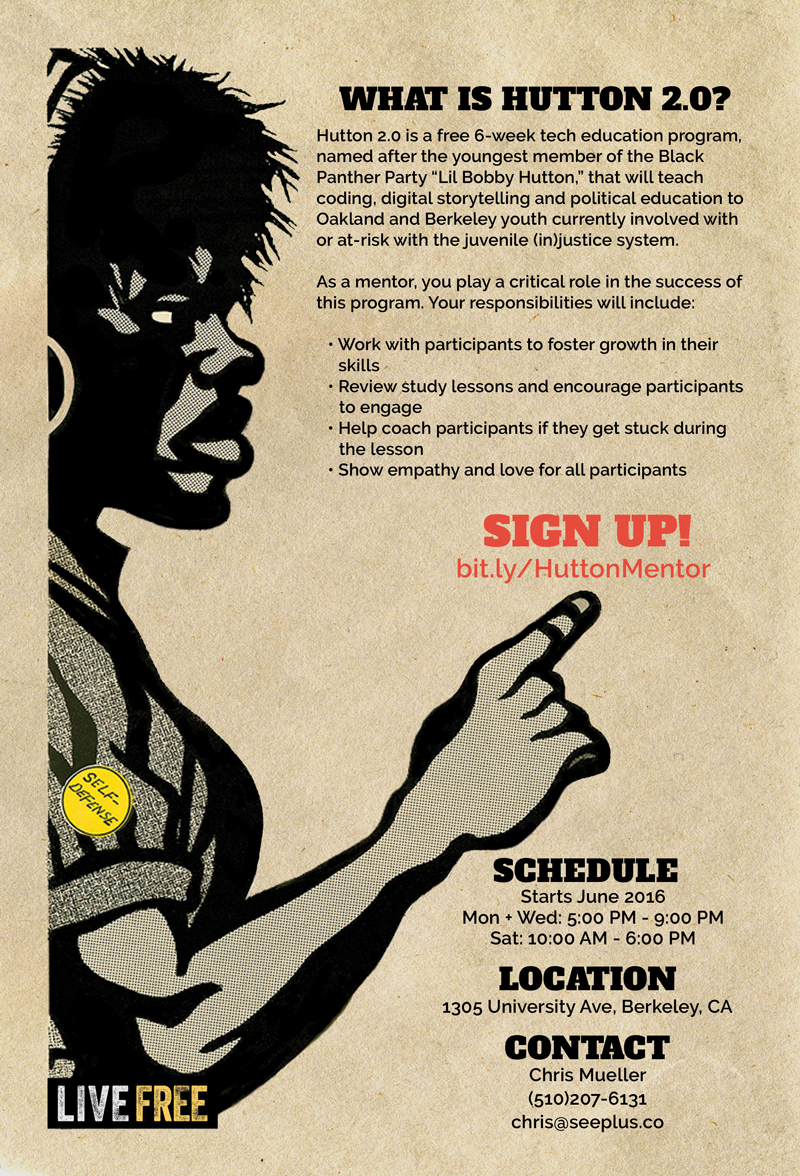 WHAT IS HUTTON 2.0?
Hutton 2.0 is a free 6-week tech education program,
named after the youngest member of the Black
Panther Party “Lil Bobby Hutton,” that will teach
coding, digital storytelling and political education to
Oakland and Berkeley youth currently involved with
or at-risk with the juvenile (in)justice system.
As a mentor, you play a critical role in the success of
this program. Your responsibilities will include:
• Work with participants to foster growth in their
skills
• Review study lessons and encourage participants
to engage
• Help coach participants if they get stuck during
the lesson
• Show empathy and love for all participants
SIGN UP!
bit.ly/HuttonMentor
SELF-
DEFENSE
SCHEDULE
Starts June 2016
Mon + Wed: 5:00 PM - 9:00 PM
Sat: 10:00 AM - 6:00 PM
LOCATION
1305 University Ave, Berkeley, CA
CONTACT
Chris Mueller
(510)207-6131
chris@seeplus.co
LIVE FREE